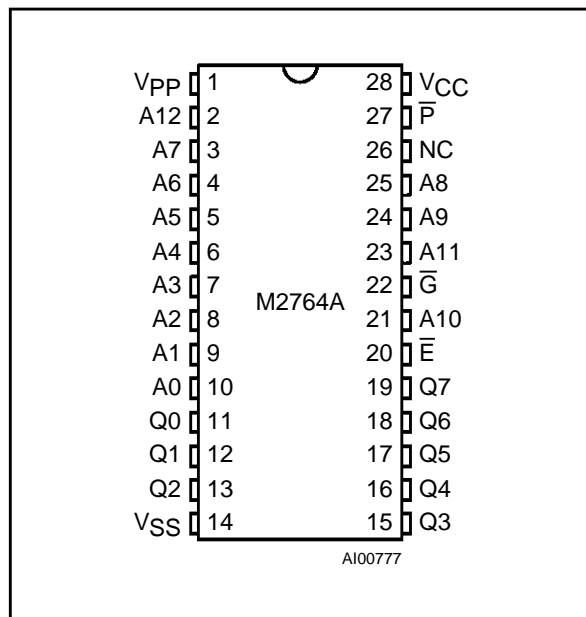 VPP 1 28 VCC
A12 2 27 P̅
A7 3 26 NC
A6 4 25 A8
A5 5 24 A9
A4 6 23 A11
A3 7 22 G̅
M2764A
A2 8 21 A10
A1 9 20 E̅
A0 10 19 Q7
Q0 11 18 Q6
Q1 12 17 Q5
Q2 13 16 Q4
VSS 14 15 Q3
AI00777